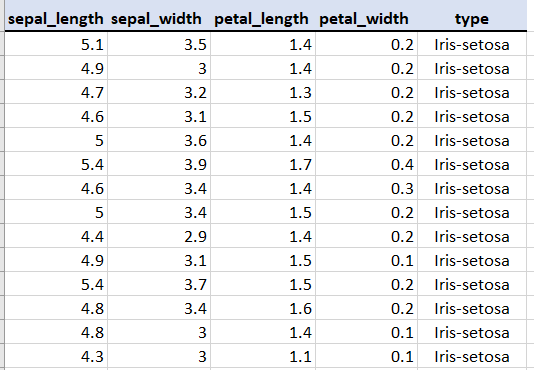 sepal_length sepal_width petal_length petal_width type
5.1 3.5 1.4 0.2 Iris-setosa
4.9 3 1.4 0.2 Iris-setosa
4.7 3.2 1.3 0.2 Iris-setosa
4.6 3.1 1.5 0.2 Iris-setosa
5 3.6 1.4 0.2 Iris-setosa
5.4 3.9 1.7 0.4 Iris-setosa
4.6 3.4 1.4 0.3 Iris-setosa
5 3.4 1.5 0.2 Iris-setosa
4.4 2.9 1.4 0.2 Iris-setosa
4.9 3.1 1.5 0.1 Iris-setosa
5.4 3.7 1.5 0.2 Iris-setosa
4.8 3.4 1.6 0.2 Iris-setosa
4.8 3 1.4 0.1 Iris-setosa
4.3 3 1.1 0.1 Iris-setosa